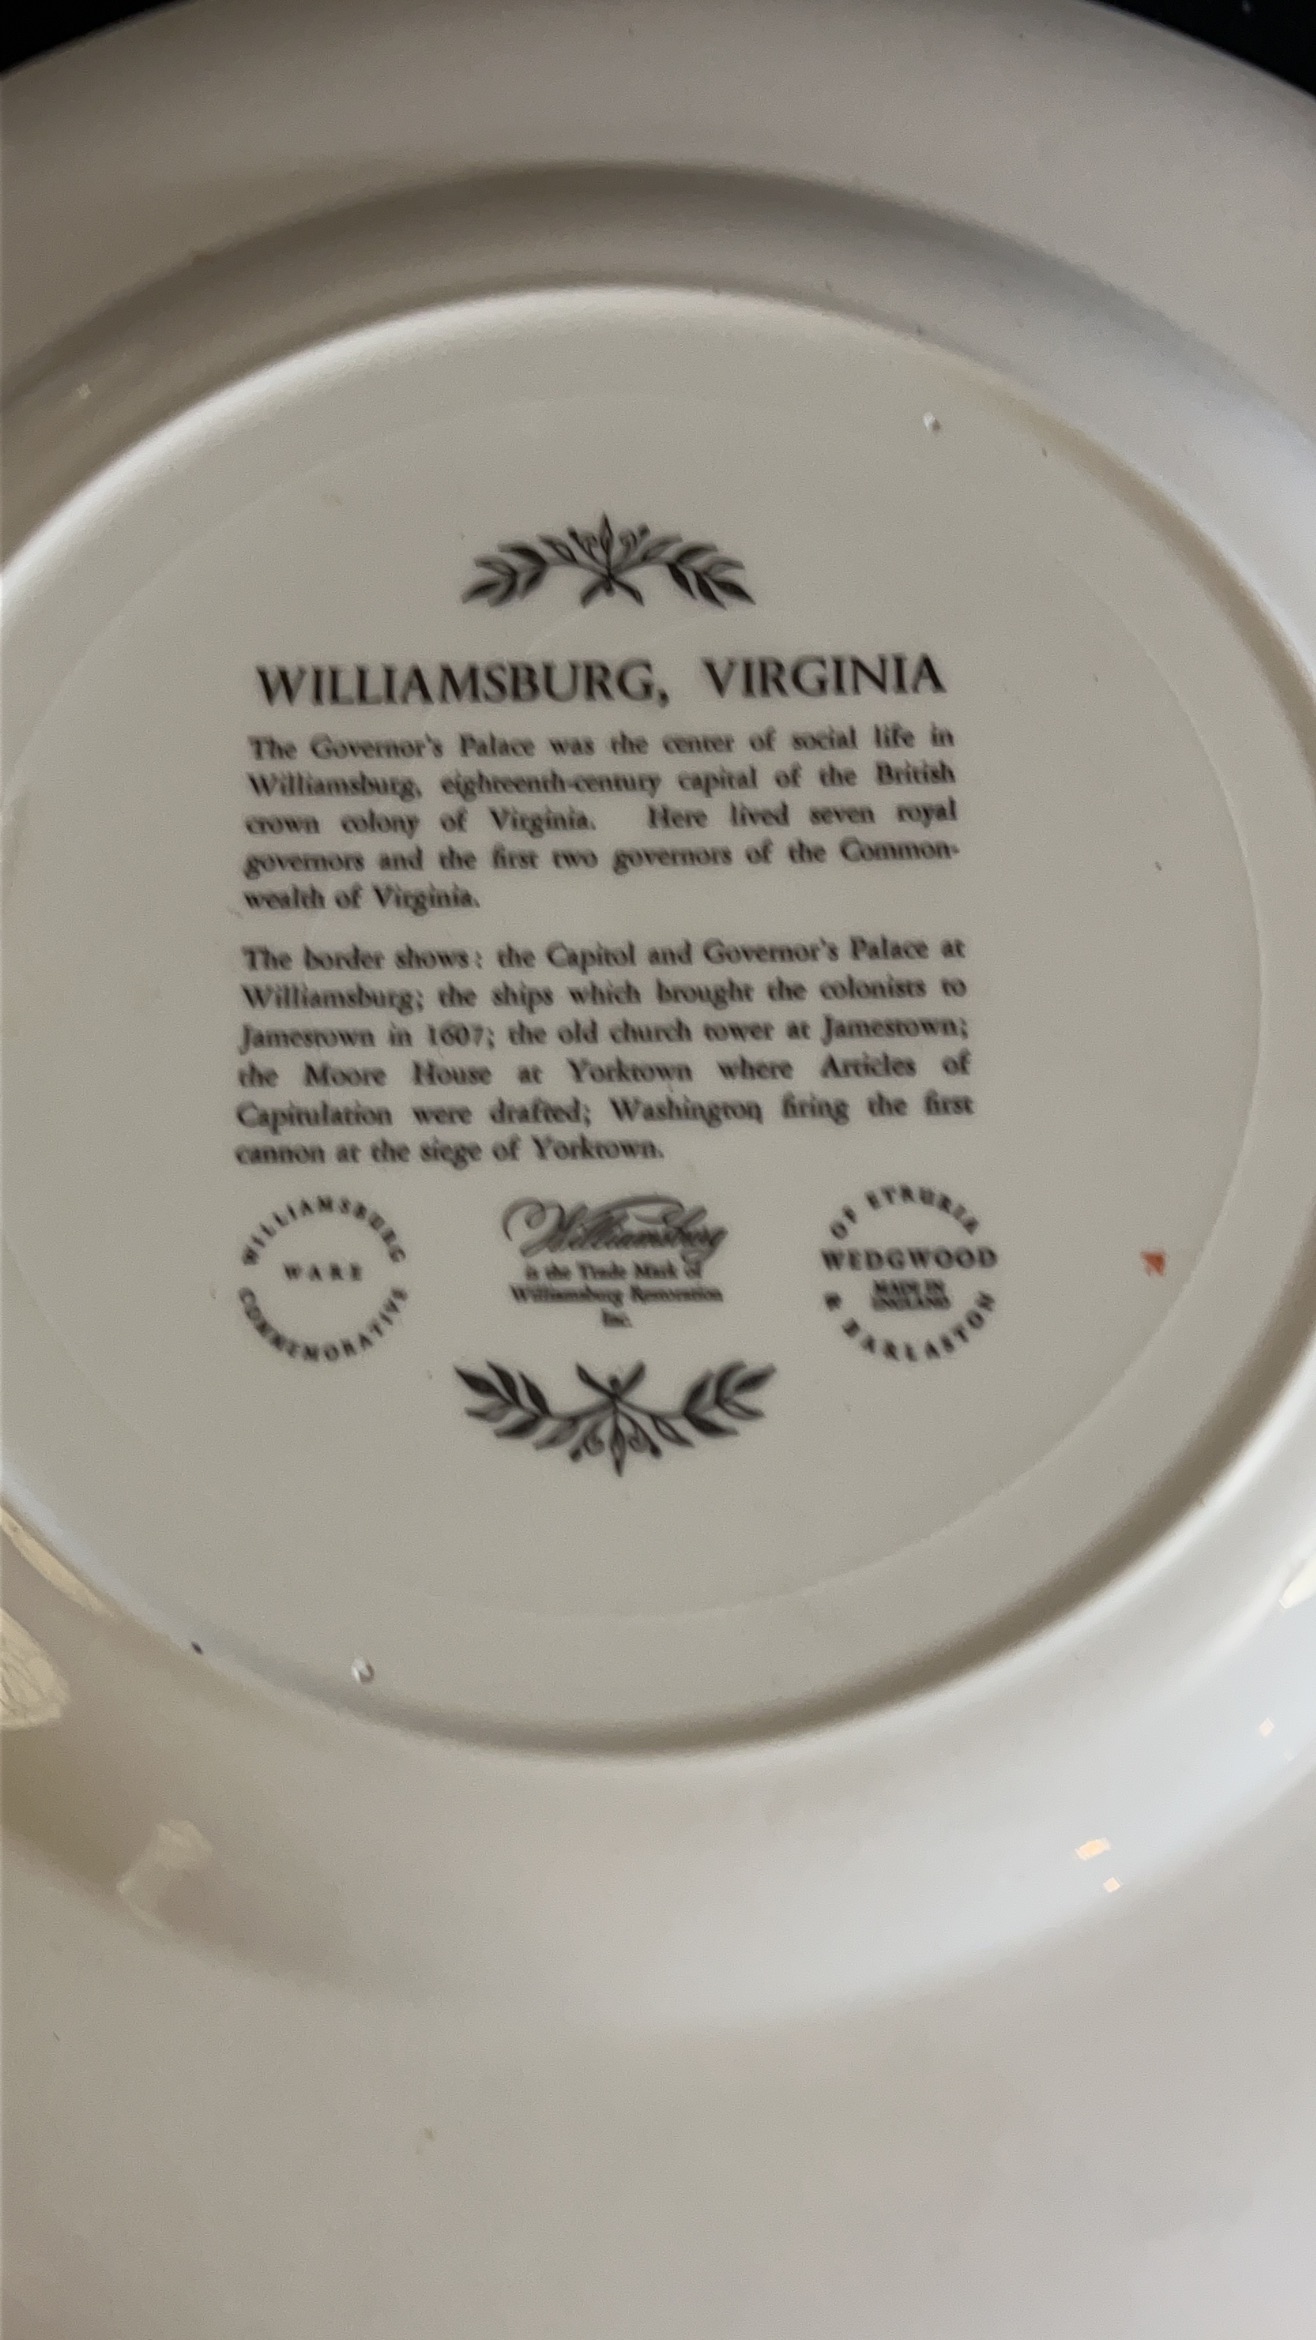 WILLIAMSBURG, VIRGINIA
The Governor's Palace was the center of social life in
Williamsburg, eighteenth-century capital of the British
crown colony of Virginia. Here lived seven royal
governors and the first two governors of the Common-
wealth of Virginia.
The border shows: the Capitol and Governor's Palace at
Williamsburg; the ships which brought the colonists to
Jamestown in 1607; the old church tower at Jamestown;
the Moore House at Yorktown where Articles of
Capitulation were drafted; Washington firing the first
cannon at the siege of Yorktown.
WILLIAMSBURG
WARE
COMMEMORATIVE
Williamsburg
is the Trade Mark of
Williamsburg Restoration
Inc.
OF ETRURIA
WEDGWOOD
MADE IN
ENGLAND
& BARLASTON